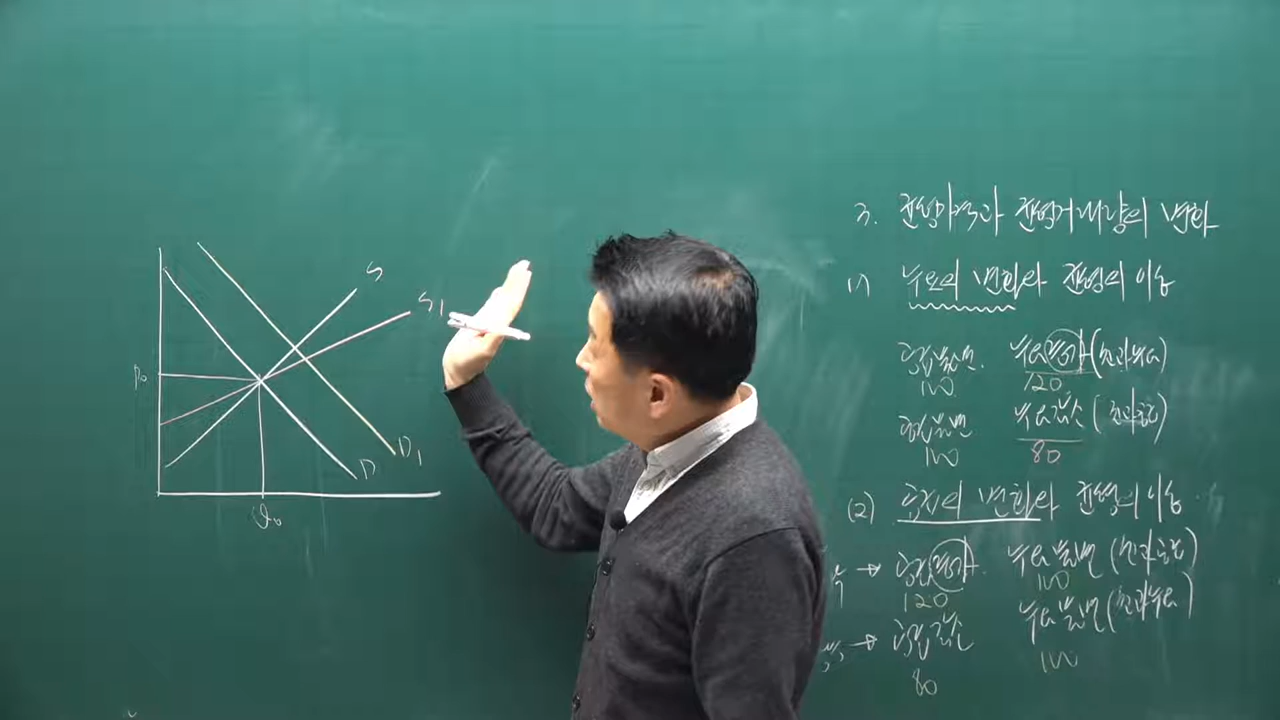 S
S1
P0
D1
D
Q0
3. 균형가격과 균형거래량의 변화
1) 수요의 변화와 균형의 이동
공급불변. 수요증가 (초과수요)
100 120
공급불변 수요감소 (초과공급)
100 80
(2) 공급의 변화와 균형의 이동
→ 공급증가. 수요불변 (초과공급)
120 100
→ 공급감소 수요불변 (초과수요)
80 100